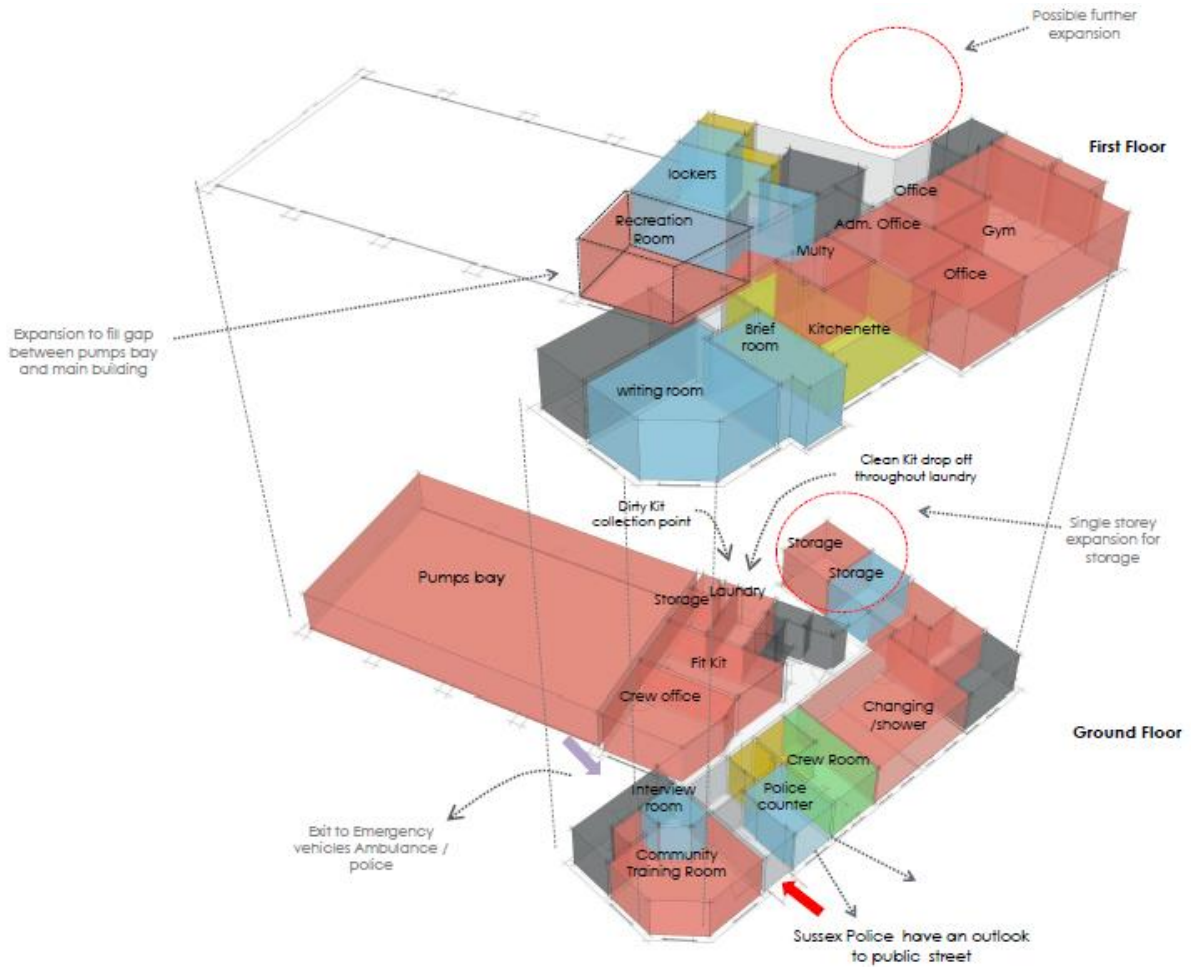 Possible further
expansion
First Floor
lockers
Office
Recreation
Room
Adm. Office
Gym
Multy
Office
Expansion to fill gap
between pumps bay
and main building
Brief
room
Kitchenette
writing room
Clean Kit drop off
throughout laundry
Dirty Kit
collection point
Single storey
expansion for
storage
Storage
Storage
Pumps bay
Storage
Laundry
Fit Kit
Crew office
Changing
/shower
Ground Floor
Crew Room
Interview
room
Police
counter
Exit to Emergency
vehicles Ambulance /
police
Community
Training Room
Sussex Police have an outlook
to public street